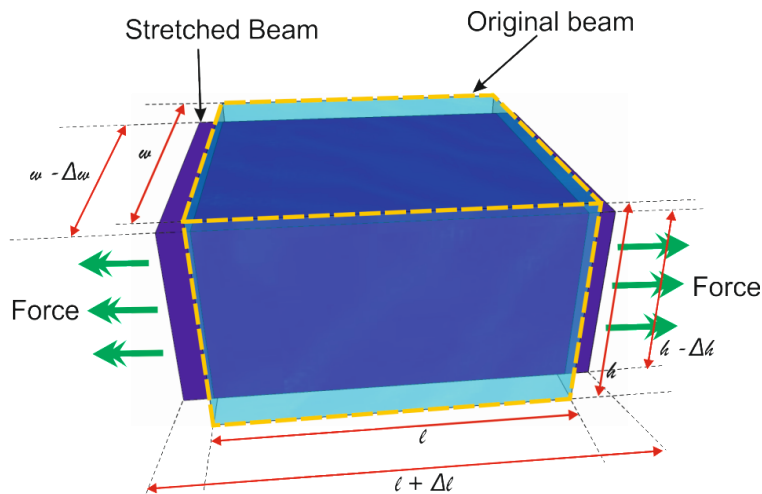 Original beam
Stretched Beam
w - Δw
w
Force
Force
h - Δh
h
l
l + Δl